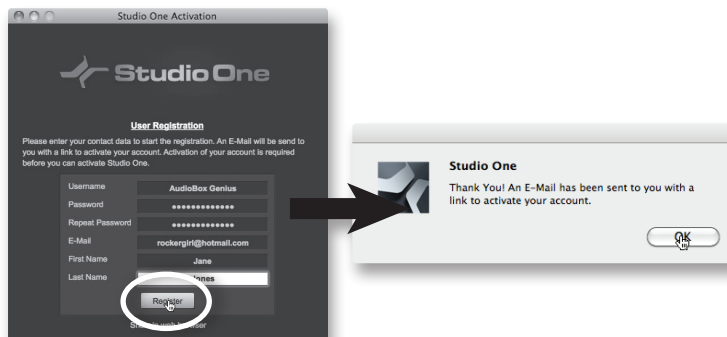 Studio One Activation
Studio One
User Registration
Please enter your contact data to start the registration. An E-Mail will be send to
you with a link to activate your account. Activation of your account is required
before you can activate Studio One.
Username AudioBox Genius
Password •••••••••••••
Repeat Password •••••••••••••
E-Mail rockergirl@hotmail.com
First Name Jane
Last Name
Register
in web browser
Studio One
Thank You! An E-Mail has been sent to you with a
link to activate your account.
OK